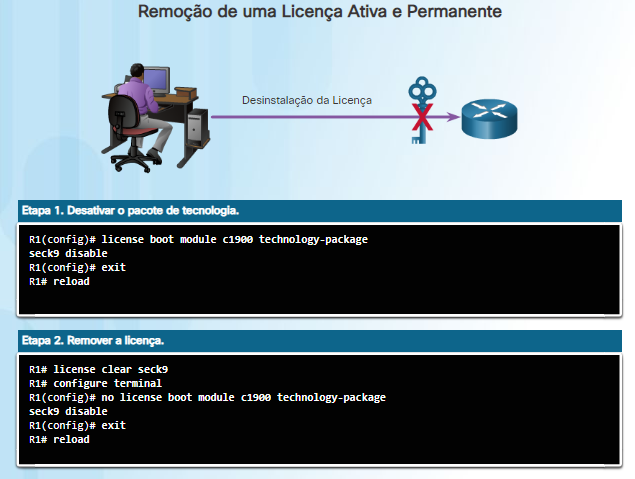 Remoção de uma Licença Ativa e Permanente
Desinstalação da Licença
Etapa 1. Desativar o pacote de tecnologia.
R1(config)# license boot module c1900 technology-package
seck9 disable
R1(config)# exit
R1# reload
Etapa 2. Remover a licença.
R1# license clear seck9
R1# configure terminal
R1(config)# no license boot module c1900 technology-package
seck9 disable
R1(config)# exit
R1# reload